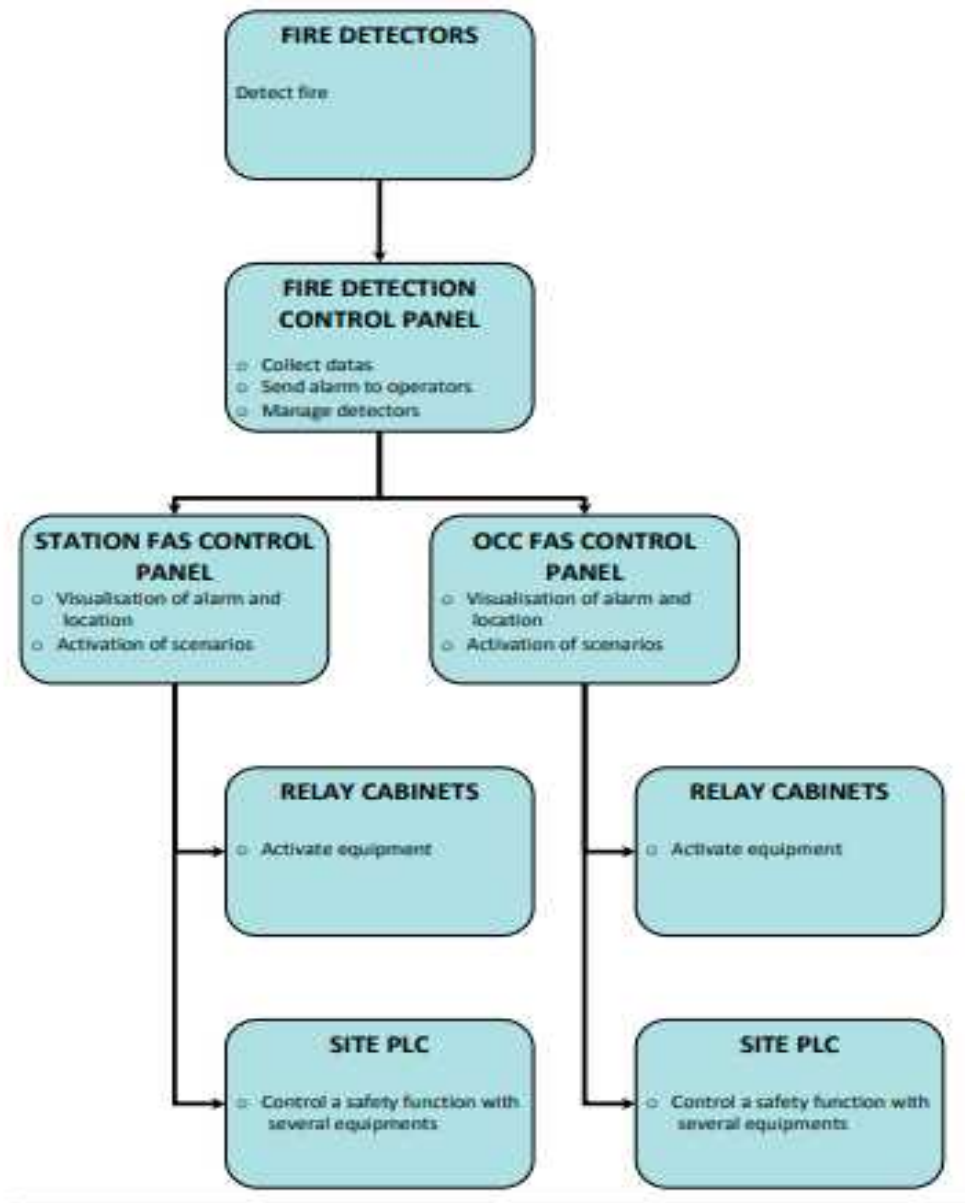 FIRE DETECTORS
Detect fire
FIRE DETECTION
CONTROL PANEL
o Collect datas
o Send alarm to operators
o Manage detectors
STATION FAS CONTROL
PANEL
o Visualisation of alarm and
location
o Activation of scenarios
OCC FAS CONTROL
PANEL
o Visualisation of alarm and
location
o Activation of scenarios
RELAY CABINETS
o Activate equipment
RELAY CABINETS
o Activate equipment
SITE PLC
o Control a safety function with
several equipments
SITE PLC
o Control a safety function with
several equipments